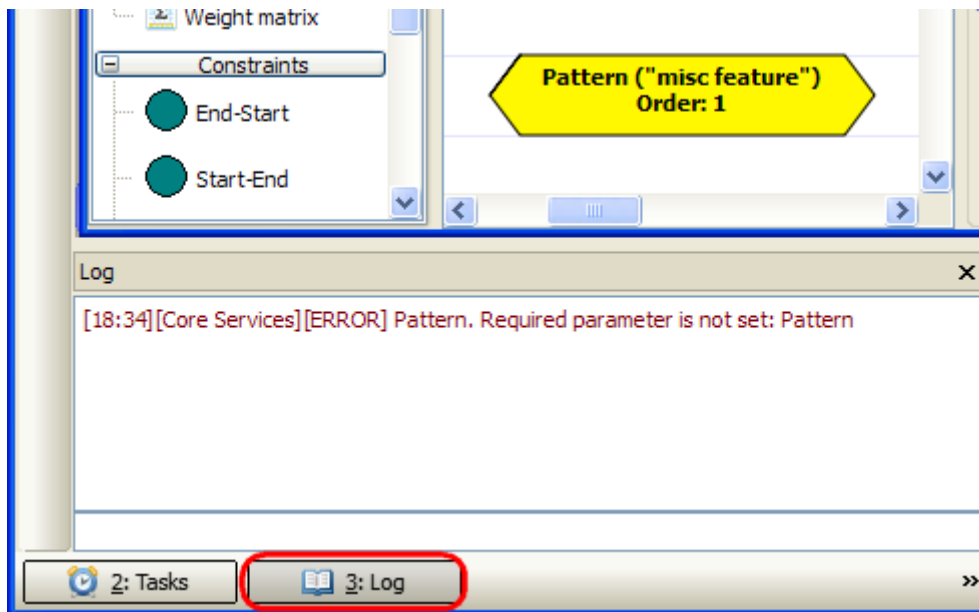 Weight matrix
Constraints
End-Start
Start-End
Pattern ("misc feature")
Order: 1
Log
[18:34][Core Services][ERROR] Pattern. Required parameter is not set: Pattern
2: Tasks
3: Log